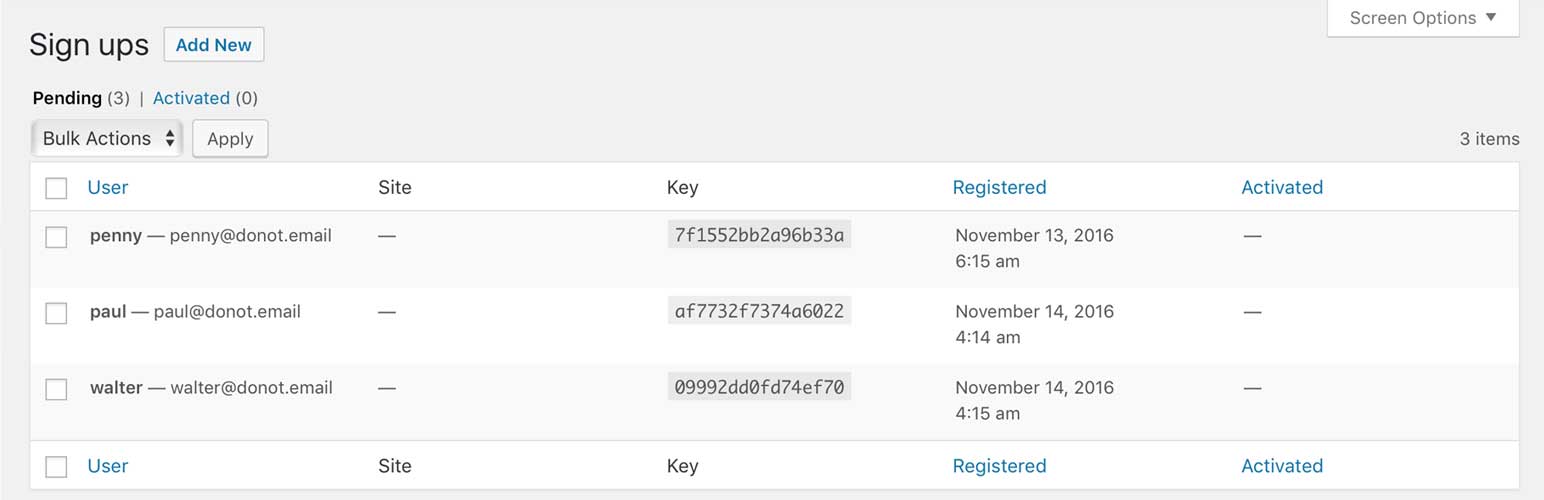 Screen Options ▼
Sign ups Add New
Pending (3) | Activated (0)
Bulk Actions Apply 3 items
User Site Key Registered Activated
penny — penny@donot.email — 7f1552bb2a96b33a November 13, 2016 —
6:15 am
paul — paul@donot.email — af7732f7374a6022 November 14, 2016 —
4:14 am
walter — walter@donot.email — 09992dd0fd74ef70 November 14, 2016 —
4:15 am
User Site Key Registered Activated